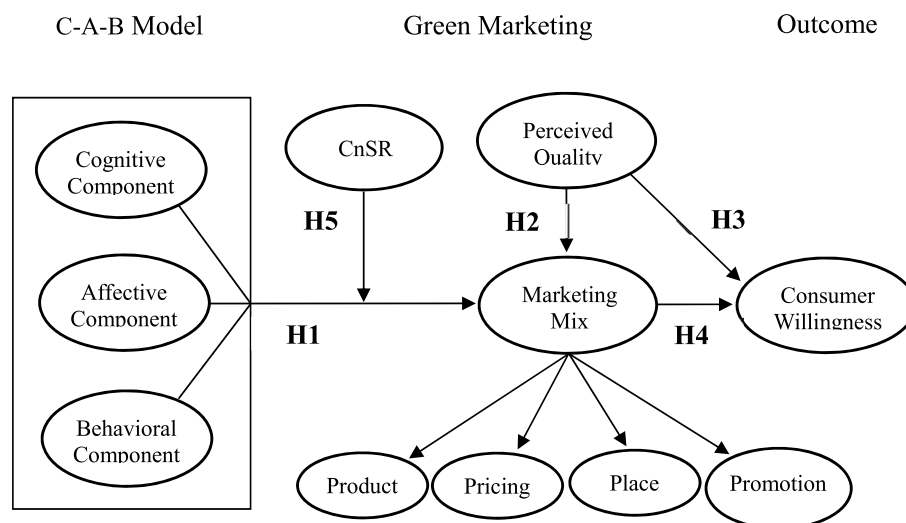 C-A-B Model
Green Marketing
Outcome
Cognitive
Component
CnSR
Perceived
Quality
H5
H2
H3
Affective
Component
Marketing
Mix
Consumer
Willingness
H1
H4
Behavioral
Component
Product
Pricing
Place
Promotion